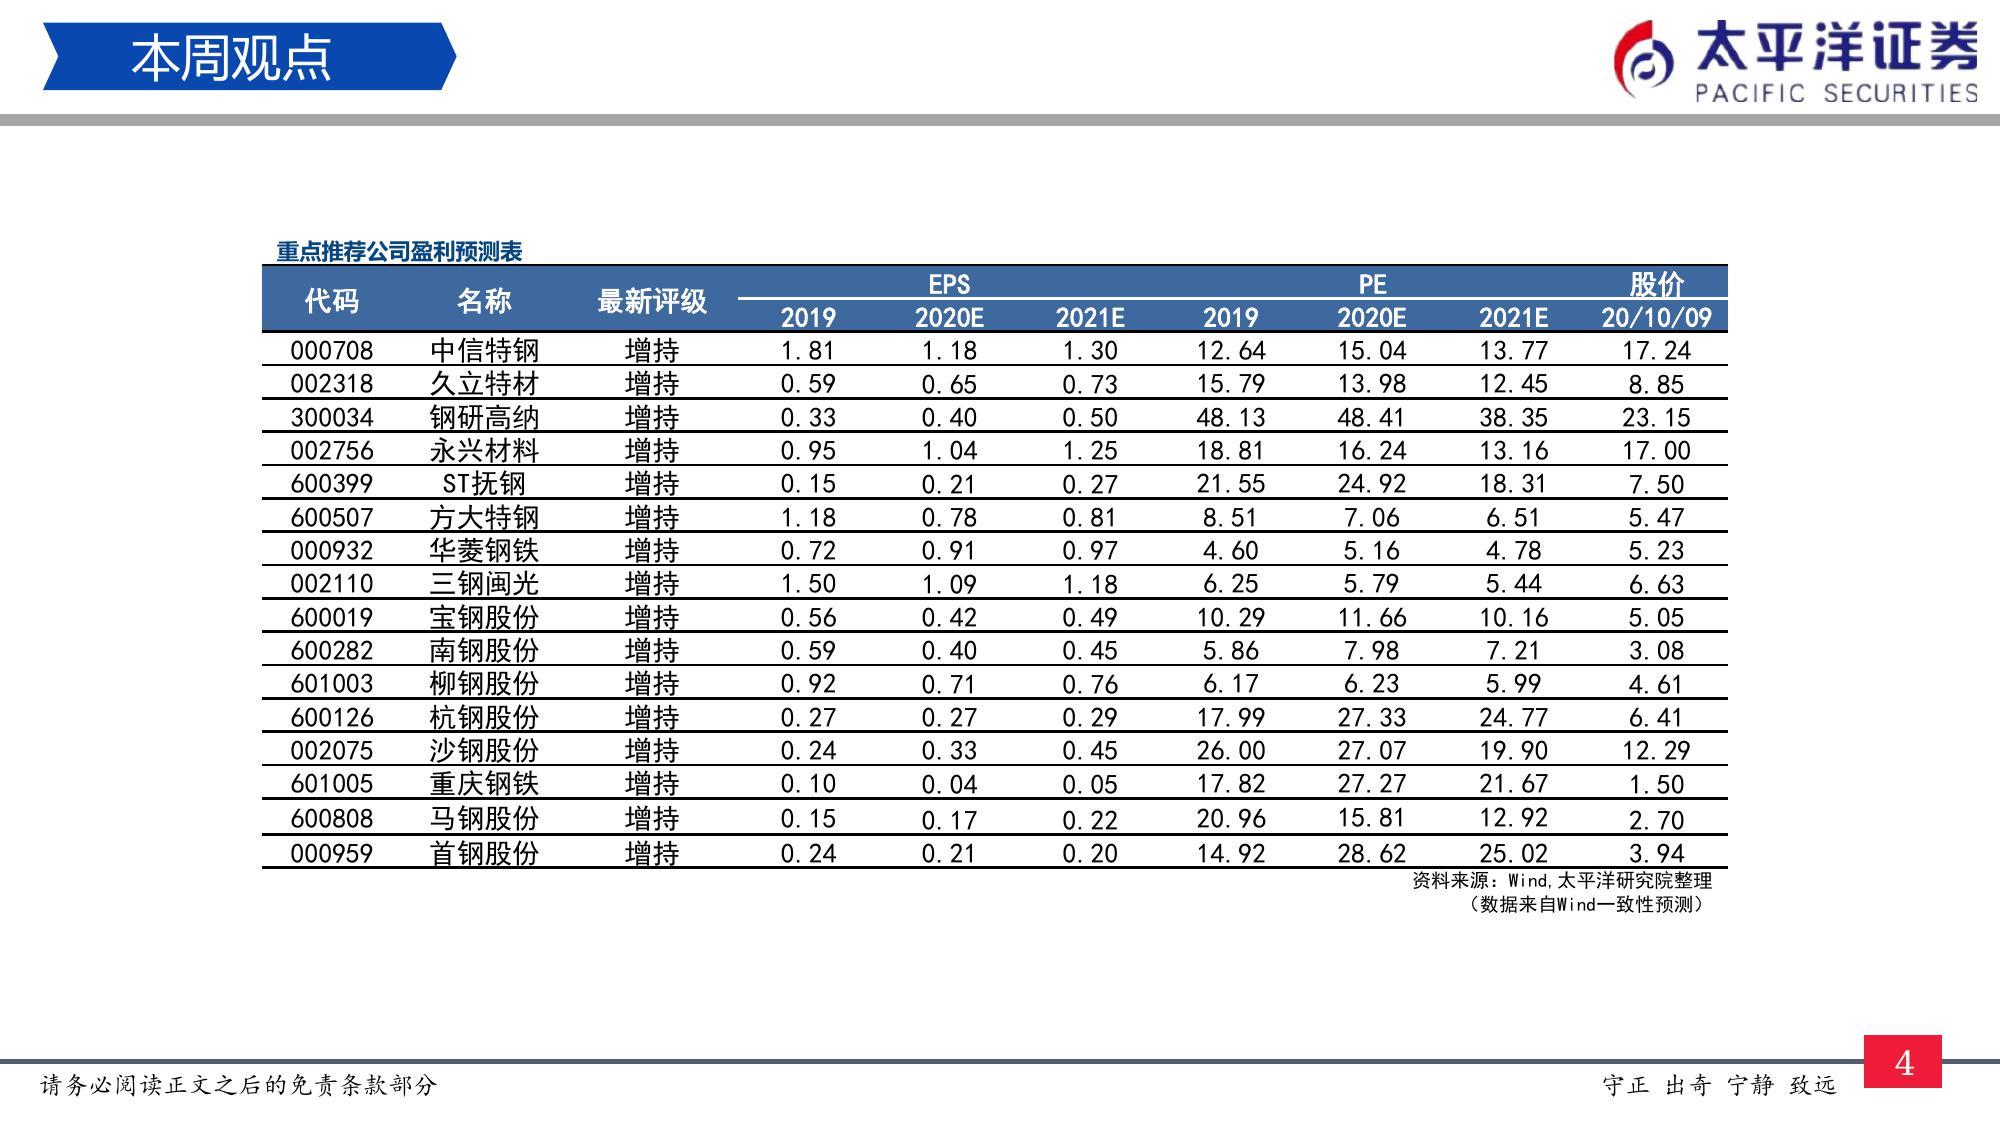 本周观点
太平洋证券
PACIFIC SECURITIES
重点推荐公司盈利预测表
代码 名称 最新评级 EPS PE 股价
2019 2020E 2021E 2019 2020E 2021E 20/10/09
000708 中信特钢 增持 1.81 1.18 1.30 12.64 15.04 13.77 17.24
002318 久立特材 增持 0.59 0.65 0.73 15.79 13.98 12.45 8.85
300034 钢研高纳 增持 0.33 0.40 0.50 48.13 48.41 38.35 23.15
002756 永兴材料 增持 0.95 1.04 1.25 18.81 16.24 13.16 17.00
600399 ST抚钢 增持 0.15 0.21 0.27 21.55 24.92 18.31 7.50
600507 方大特钢 增持 1.18 0.78 0.81 8.51 7.06 6.51 5.47
000932 华菱钢铁 增持 0.72 0.91 0.97 4.60 5.16 4.78 5.23
002110 三钢闽光 增持 1.50 1.09 1.18 6.25 5.79 5.44 6.63
600019 宝钢股份 增持 0.56 0.42 0.49 10.29 11.66 10.16 5.05
600282 南钢股份 增持 0.59 0.40 0.45 5.86 7.98 7.21 3.08
601003 柳钢股份 增持 0.92 0.71 0.76 6.17 6.23 5.99 4.61
600126 杭钢股份 增持 0.27 0.27 0.29 17.99 27.33 24.77 6.41
002075 沙钢股份 增持 0.24 0.33 0.45 26.00 27.07 19.90 12.29
601005 重庆钢铁 增持 0.10 0.04 0.05 17.82 27.27 21.67 1.50
600808 马钢股份 增持 0.15 0.17 0.22 20.96 15.81 12.92 2.70
000959 首钢股份 增持 0.24 0.21 0.20 14.92 28.62 25.02 3.94
资料来源：Wind,太平洋研究院整理
（数据来自Wind一致性预测）
请务必阅读正文之后的免责条款部分
守正 出奇 宁静 致远
4